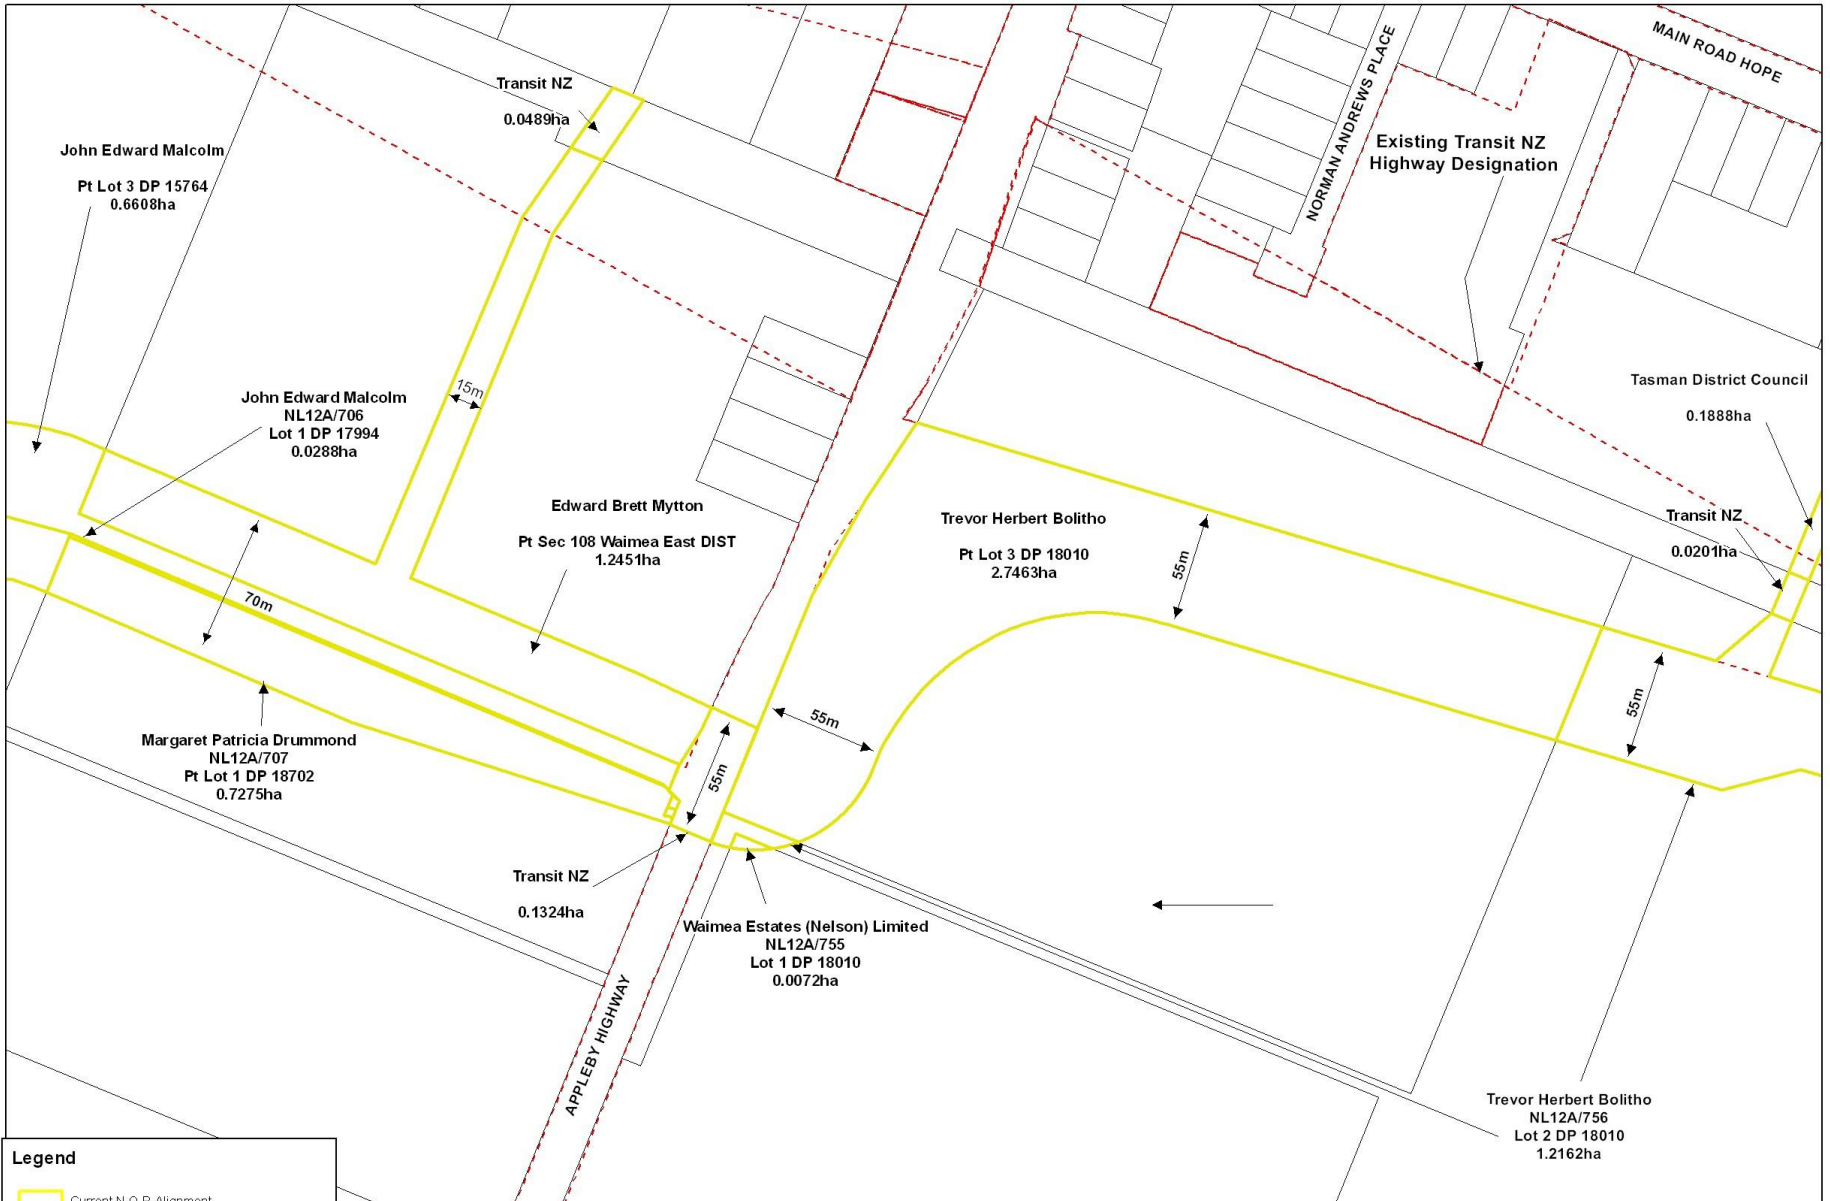 MAIN ROAD HOPE
NORMAN ANDREWS PLACE
Existing Transit NZ
Highway Designation
Transit NZ
0.0489ha
John Edward Malcolm
Pt Lot 3 DP 15764
0.6608ha
15m
John Edward Malcolm
NL12A/706
Lot 1 DP 17994
0.0288ha
Tasman District Council
0.1888ha
Edward Brett Mytton
Pt Sec 108 Waimea East DIST
1.2451ha
Trevor Herbert Bolitho
Pt Lot 3 DP 18010
2.7463ha
55m
Transit NZ
0.0201ha
70m
55m
55m
55m
Margaret Patricia Drummond
NL12A/707
Pt Lot 1 DP 18702
0.7275ha
Transit NZ
0.1324ha
Waimea Estates (Nelson) Limited
NL12A/755
Lot 1 DP 18010
0.0072ha
APPLEBY HIGHWAY
Trevor Herbert Bolitho
NL12A/756
Lot 2 DP 18010
1.2162ha
Legend
Current N.O.R. Alignment